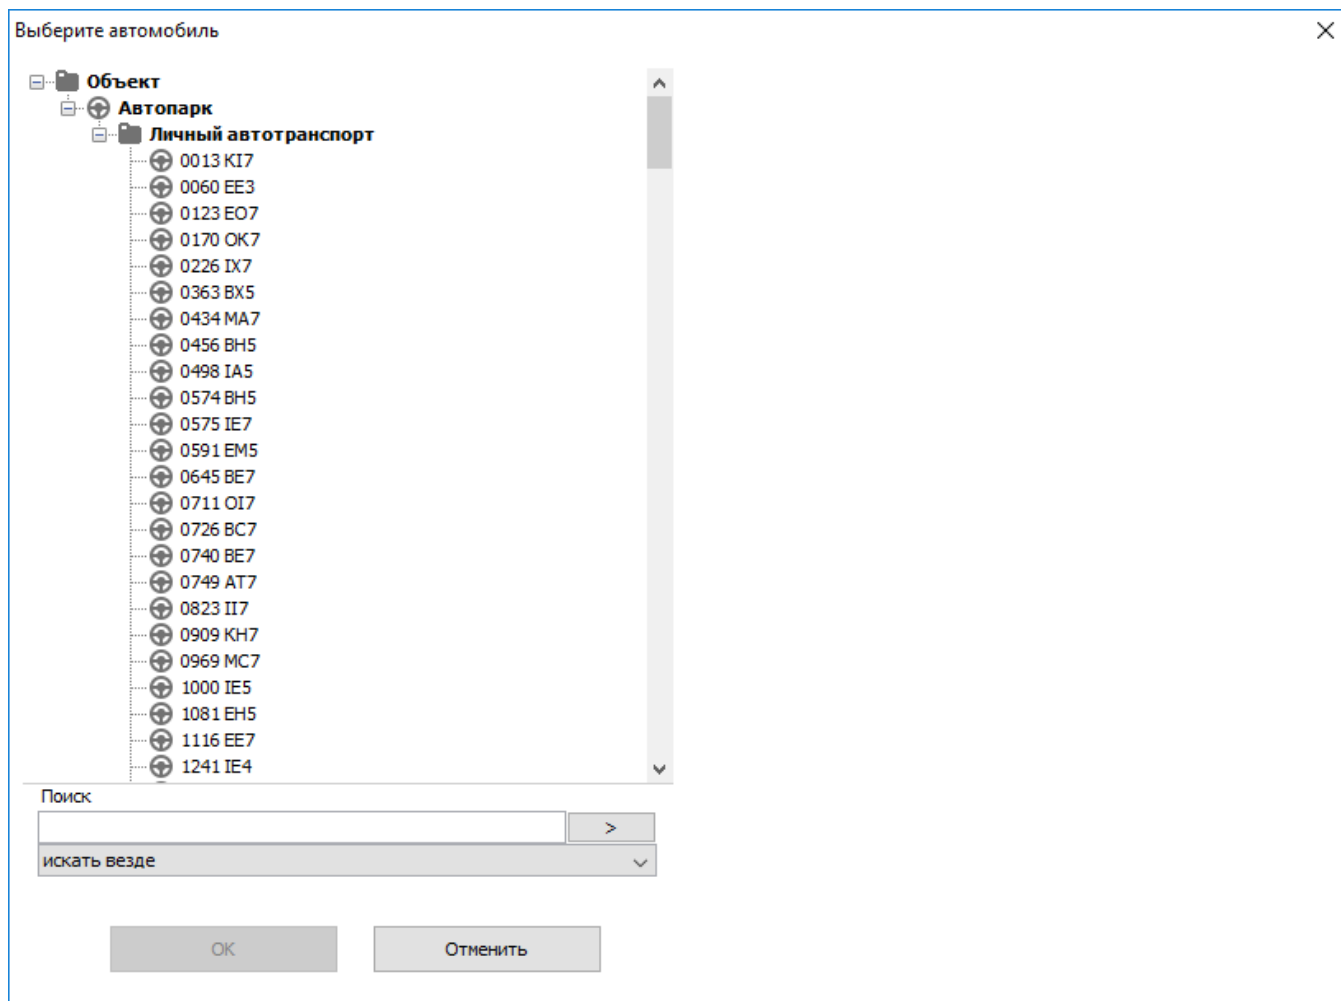 Выберите автомобиль
Объект
Автопарк
Личный автотранспорт
0013 KI7
0060 EE3
0123 EO7
0170 OK7
0226 IX7
0363 BX5
0434 MA7
0456 BH5
0498 IA5
0574 BH5
0575 IE7
0591 EM5
0645 BE7
0711 OI7
0726 BC7
0740 BE7
0749 AT7
0823 II7
0909 KH7
0969 MC7
1000 IE5
1081 EH5
1116 EE7
1241 IE4
Поиск
>
искать везде
OK
Отменить